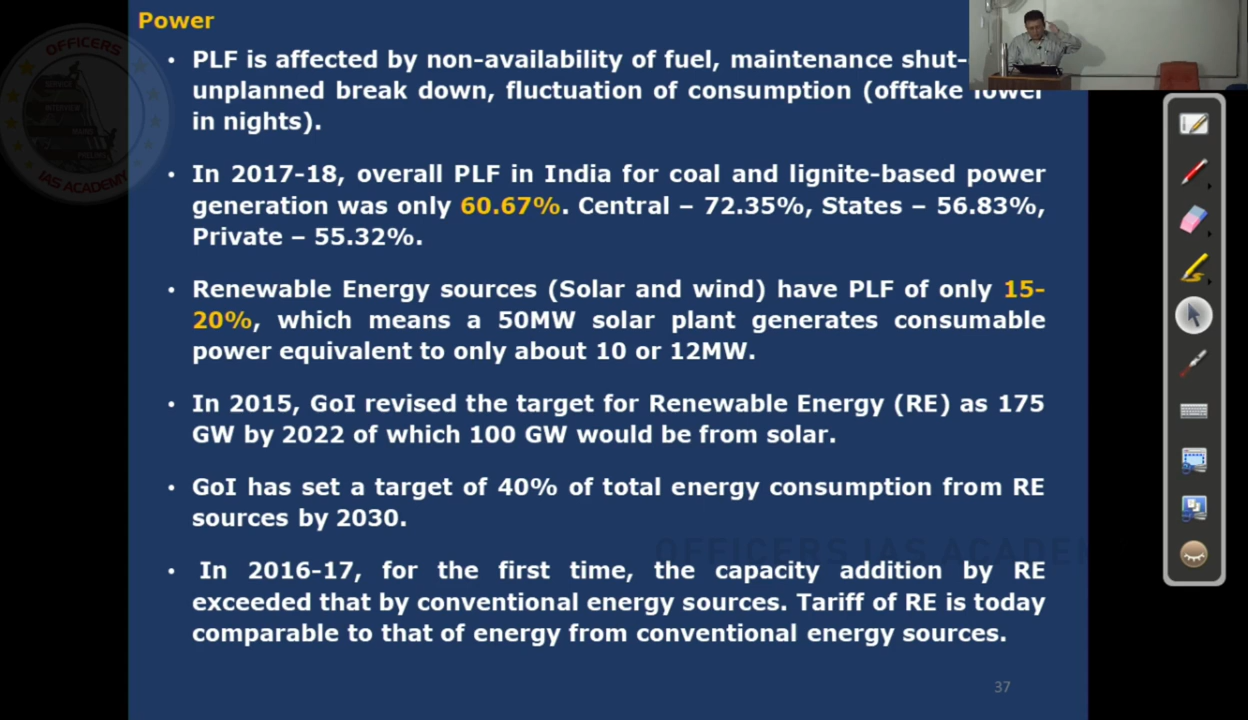 Power
• PLF is affected by non-availability of fuel, maintenance shut-
unplanned break down, fluctuation of consumption (offtake lower
in nights).
• In 2017-18, overall PLF in India for coal and lignite-based power
generation was only 60.67%. Central – 72.35%, States – 56.83%,
Private – 55.32%.
• Renewable Energy sources (Solar and wind) have PLF of only 15-
20%, which means a 50MW solar plant generates consumable
power equivalent to only about 10 or 12MW.
• In 2015, GoI revised the target for Renewable Energy (RE) as 175
GW by 2022 of which 100 GW would be from solar.
• GoI has set a target of 40% of total energy consumption from RE
sources by 2030.
• In 2016-17, for the first time, the capacity addition by RE
exceeded that by conventional energy sources. Tariff of RE is today
comparable to that of energy from conventional energy sources.
37
OFFICERS
IAS ACADEMY
OFFICERS IAS ACADEM